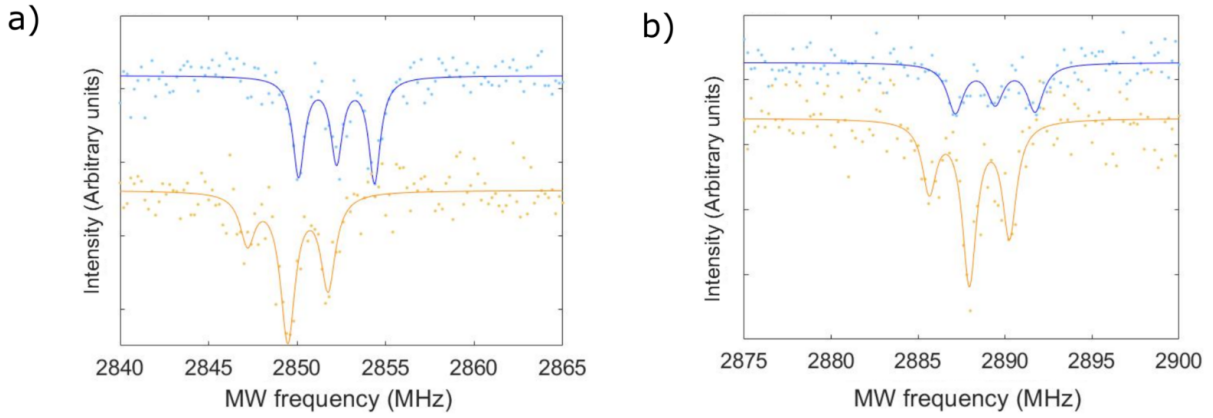 a)
Intensity (Arbitrary units)
2840 2845 2850 2855 2860 2865
MW frequency (MHz)
b)
Intensity (Arbitrary units)
2875 2880 2885 2890 2895 2900
MW frequency (MHz)